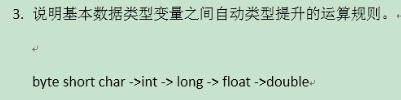 3. 说明基本数据类型变量之间自动类型提升的运算规则。
byte short char ->int -> long -> float ->double